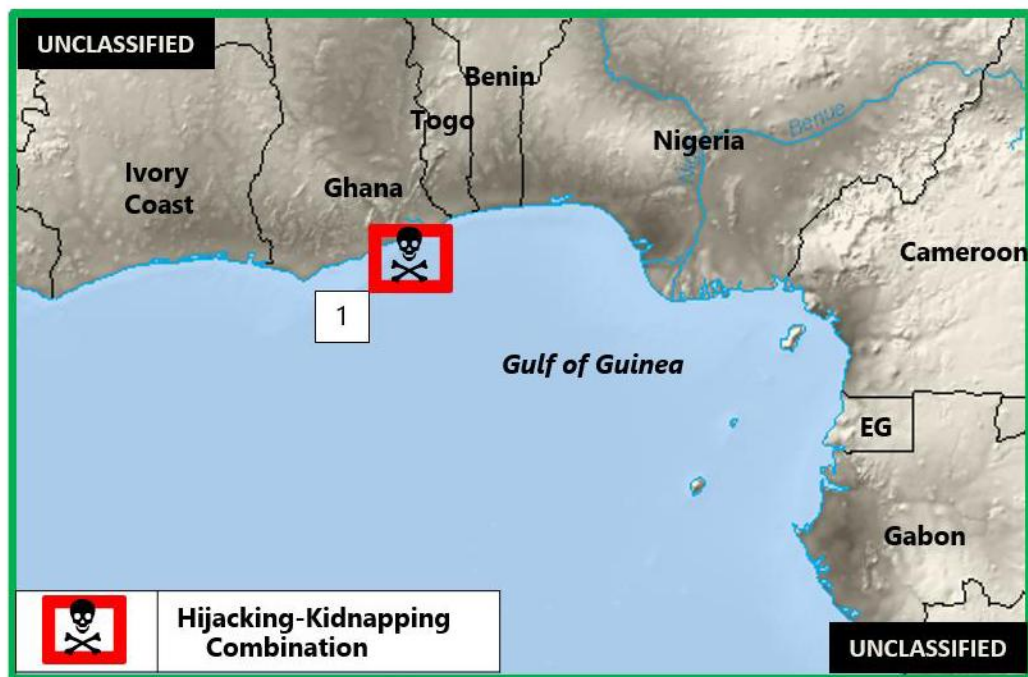 UNCLASSIFIED
Benin
Togo
Nigeria
Benue
Ivory
Coast
Ghana
Cameroon
1
Gulf of Guinea
EG
Gabon
Hijacking-Kidnapping
Combination
UNCLASSIFIED